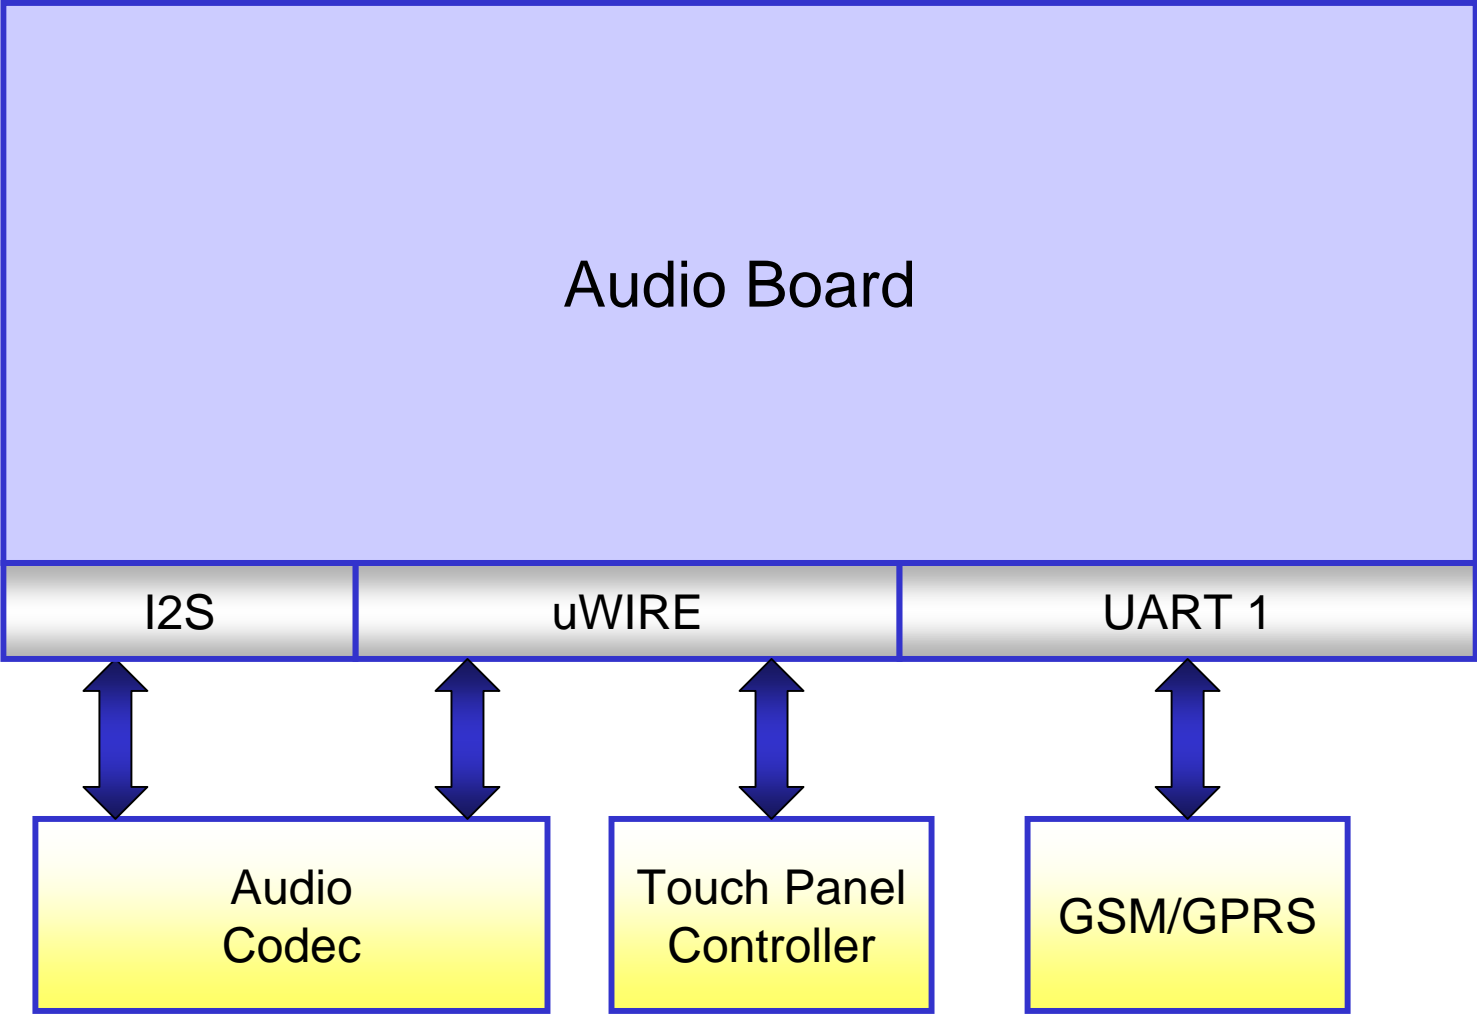 Audio Board
I2S
uWIRE
UART 1
Audio
Codec
Touch Panel
Controller
GSM/GPRS